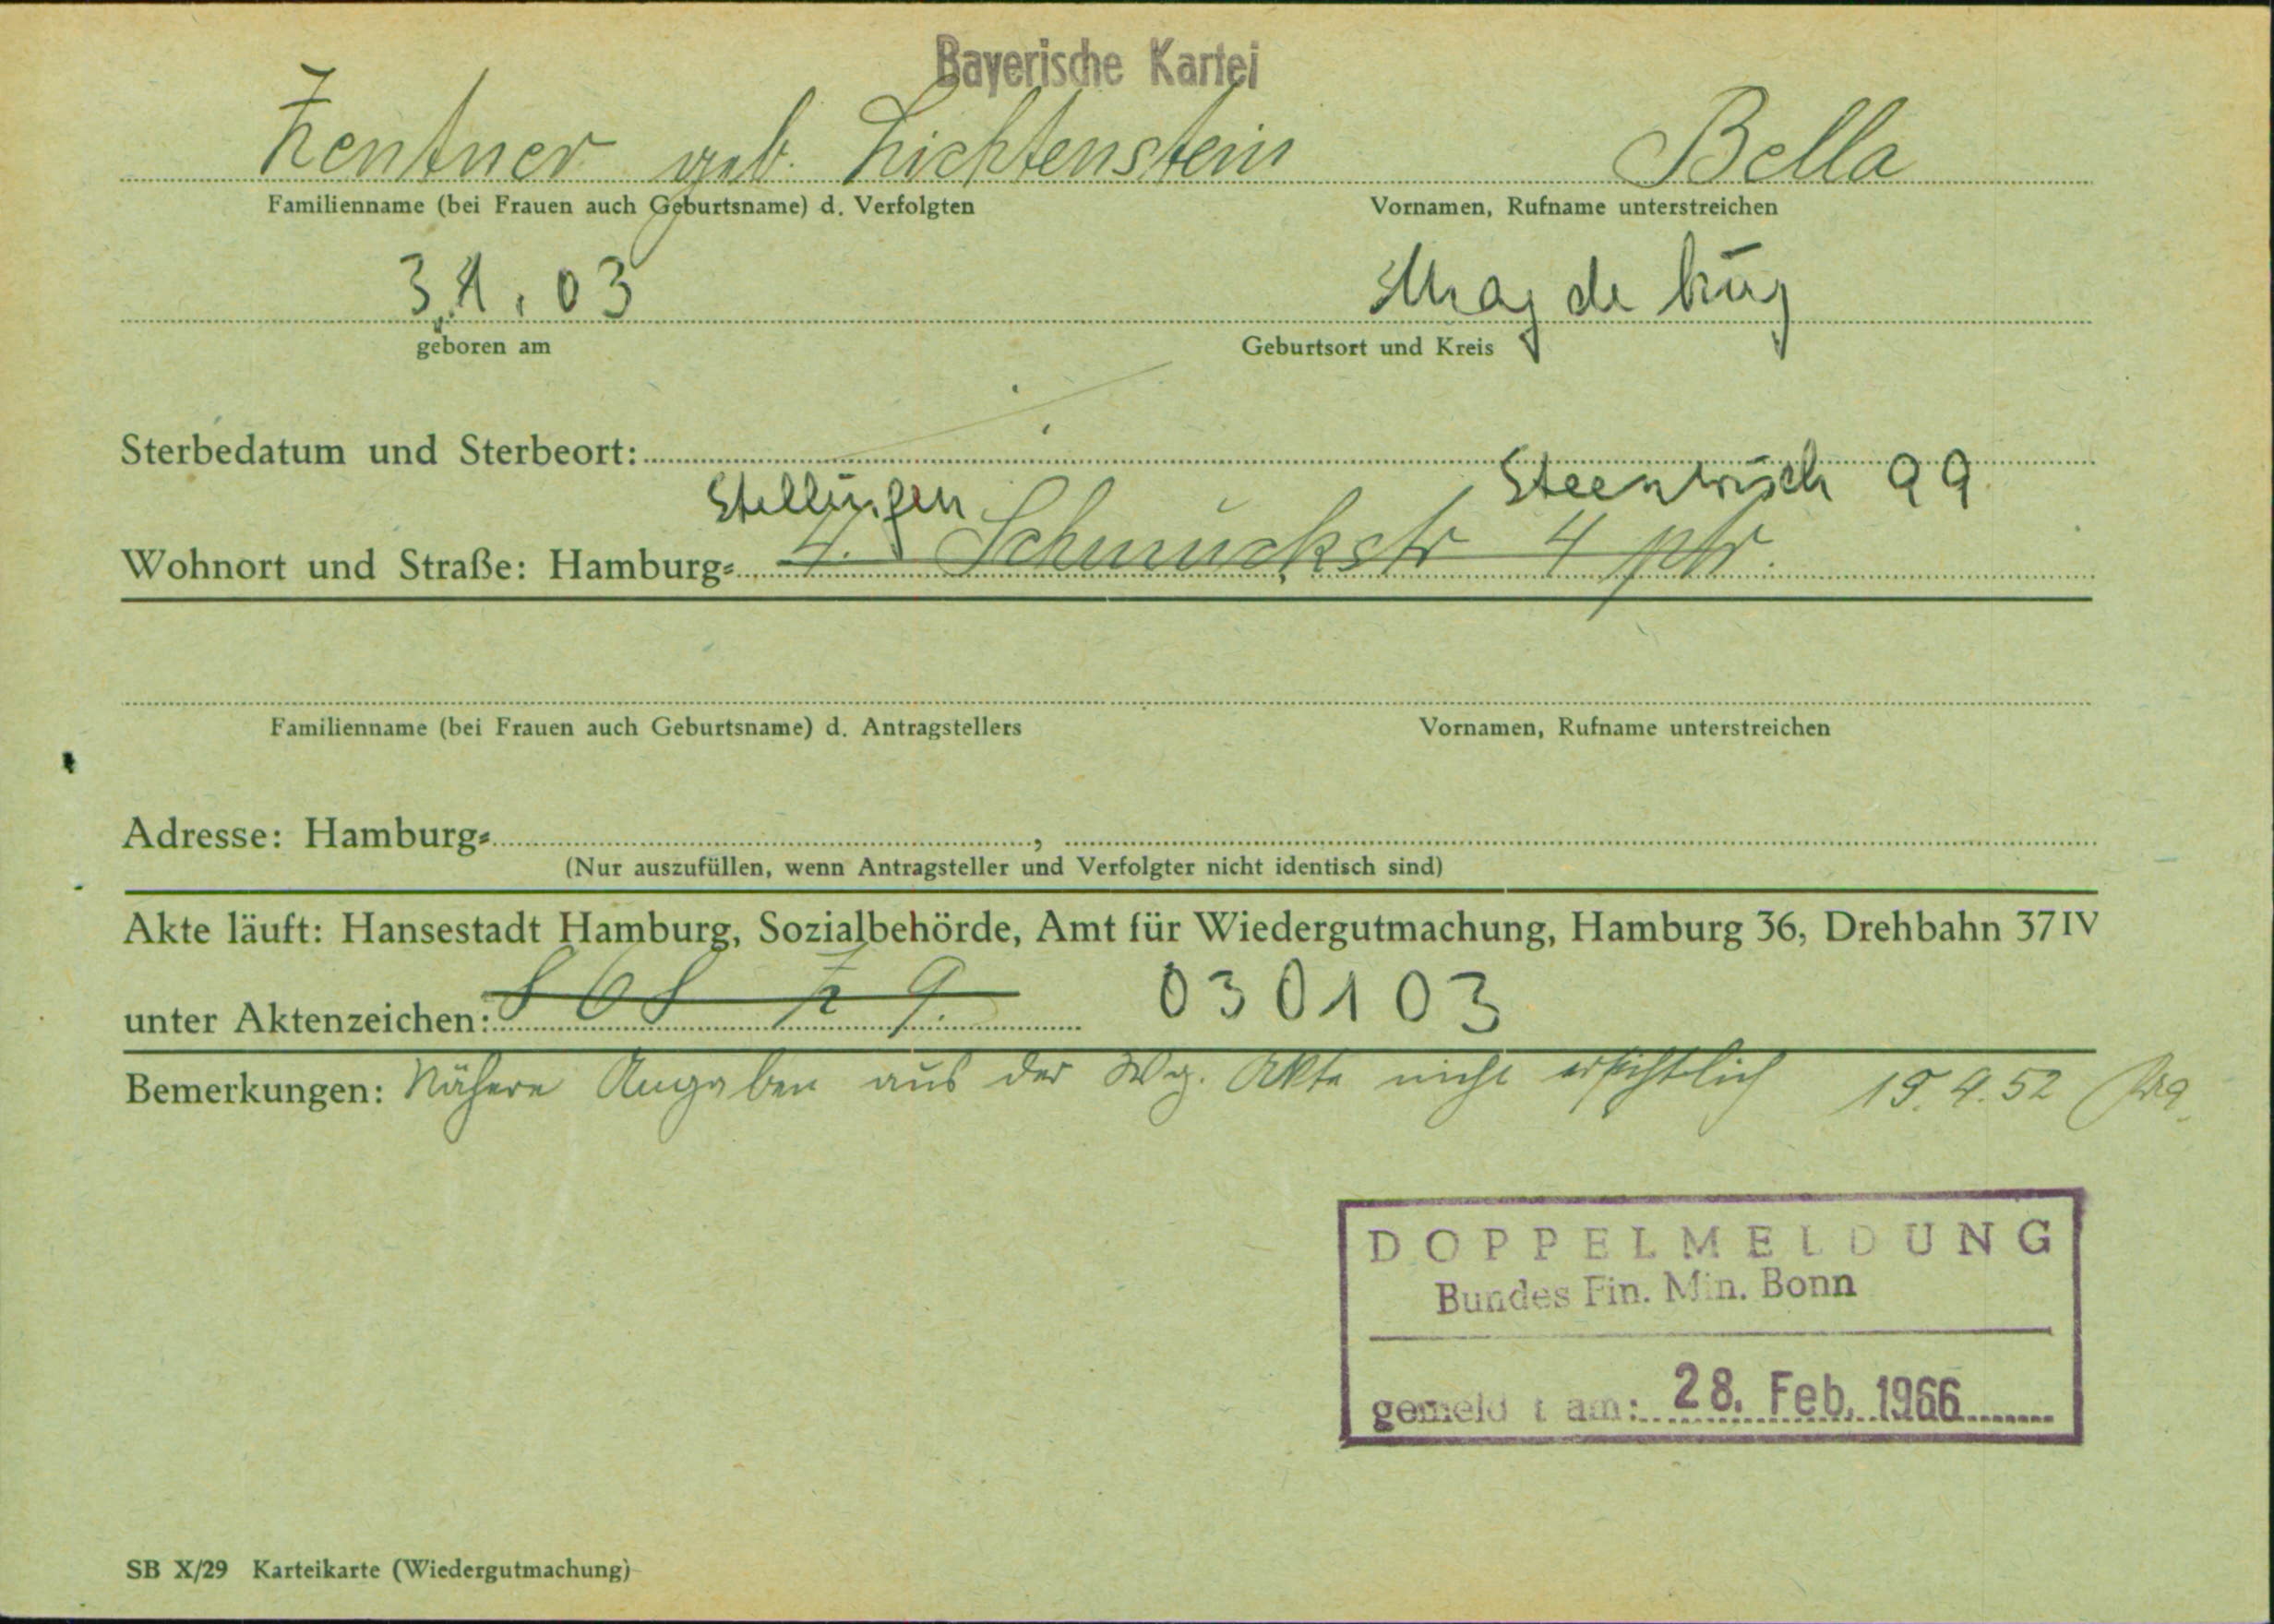 Bayerische Kartei
Zentner geb. Lichtenstein Bella
Familienname (bei Frauen auch Geburtsname) d. Verfolgten Vornamen, Rufname unterstreichen
3.1.03 Magdeburg
geboren am Geburtsort und Kreis
Sterbedatum und Sterbeort:
Stellingen Steenwisch 99
Wohnort und Straße: Hamburg= 4. Schmuckstr 4 ptr.
Familienname (bei Frauen auch Geburtsname) d. Antragstellers Vornamen, Rufname unterstreichen
Adresse: Hamburg= ,
(Nur auszufüllen, wenn Antragsteller und Verfolgter nicht identisch sind)
Akte läuft: Hansestadt Hamburg, Sozialbehörde, Amt für Wiedergutmachung, Hamburg 36, Drehbahn 37 IV
unter Aktenzeichen: 030103
Bemerkungen: Nähere Angaben aus der Wg. Akte nicht ersichtlich 15.9.52
DOPPELMELDUNG
Bundes Fin. Min. Bonn
gemeldet am: 28. Feb. 1966
SB X/29 Karteikarte (Wiedergutmachung)